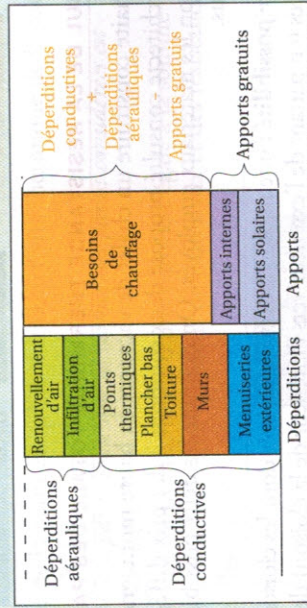 Déperditions
aérauliques
Déperditions
conductives
Renouvellement
d'air
Infiltration
d'air
Ponts
thermiques
Plancher bas
Toiture
Murs
Menuiseries
extérieures
Déperditions
Besoins
de
chauffage
Apports internes
Apports solaires
Apports
Déperditions
conductives
+
Déperditions
aérauliques
-
Apports gratuits
Apports gratuits